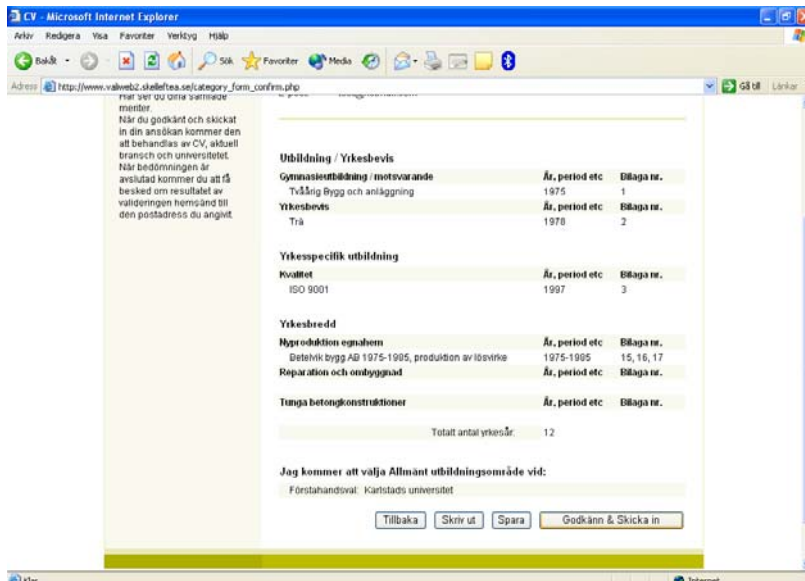 CV - Microsoft Internet Explorer
Arkiv Redigera Visa Favoriter Verktyg Hjälp
Bakåt Sök Favoriter Media
Adress http://www.valiweb2.skelleftea.se/category_form_confirm.php Gå till Länkar
Här ser du dina samlade
meriter.
När du godkänt och skickat
in din ansökan kommer den
att behandlas av CV, aktuell
bransch och universitetet.
När bedömningen är
avslutad kommer du att få
besked om resultatet av
valideringen hemsänd till
den postadress du angivit.
Utbildning / Yrkesbevis
Gymnasieutbildning / motsvarande År, period etc Bilaga nr.
Tvåårig Bygg och anläggning 1975 1
Yrkesbevis År, period etc Bilaga nr.
Trä 1978 2
Yrkesspecifik utbildning
Kvalitet År, period etc Bilaga nr.
ISO 9001 1997 3
Yrkesbredd
Nyproduktion egnahem År, period etc Bilaga nr.
Betelvik bygg AB 1975-1985, produktion av lösvirke 1975-1985 15, 16, 17
Reparation och ombyggnad År, period etc Bilaga nr.
Tunga betongkonstruktioner År, period etc Bilaga nr.
Totalt antal yrkesår: 12
Jag kommer att välja Allmänt utbildningsområde vid:
Förstahandsval: Karlstads universitet
Tillbaka Skriv ut Spara Godkänn & Skicka in
Klar Internet